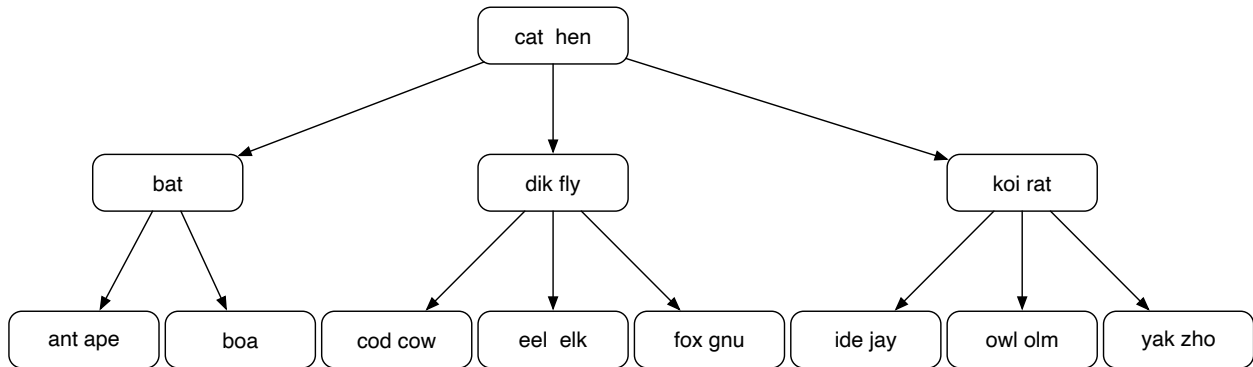 cat hen
bat
dik fly
koi rat
ant ape
boa
cod cow
eel elk
fox gnu
ide jay
owl olm
yak zho